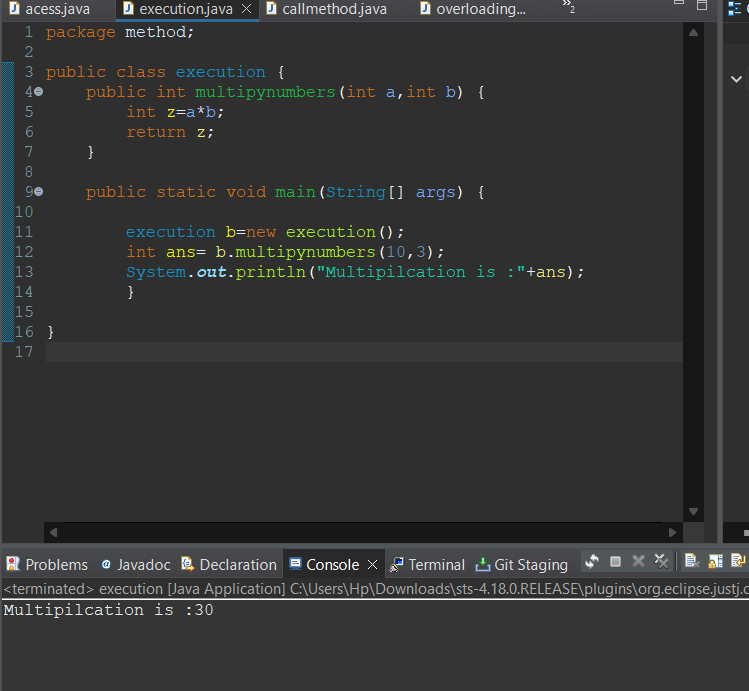 acess.java execution.java callmethod.java overloading... »2
1 package method;
2
3 public class execution {
4 public int multipynumbers(int a,int b) {
5 int z=a*b;
6 return z;
7 }
8
9 public static void main(String[] args) {
10
11 execution b=new execution();
12 int ans= b.multipynumbers(10,3);
13 System.out.println("Multipilcation is :"+ans);
14 }
15
16 }
17
Problems @ Javadoc Declaration Console Terminal Git Staging
<terminated> execution [Java Application] C:\Users\Hp\Downloads\sts-4.18.0.RELEASE\plugins\org.eclipse.justj.o
Multipilcation is :30